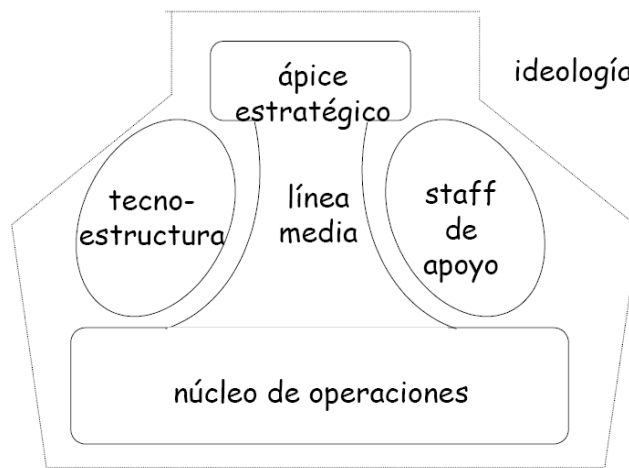 ápice
estratégico
ideología
tecno-
estructura
línea
media
staff
de
apoyo
núcleo de operaciones